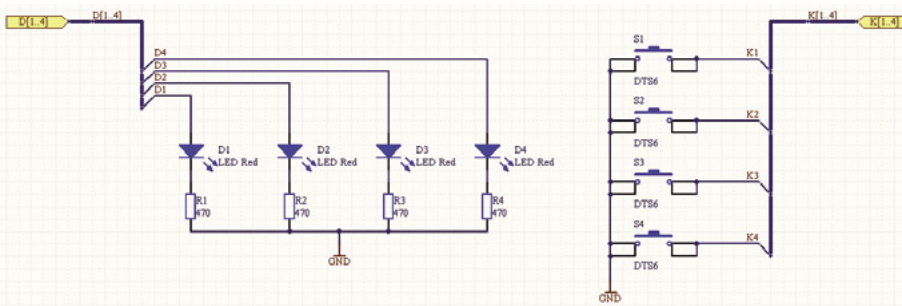 D[1..4]
D[1..4]
D4
D3
D2
D1
D1
LED Red
D2
LED Red
D3
LED Red
D4
LED Red
R1
470
R2
470
R3
470
R4
470
GND
K[1..4]
K[1..4]
S1
K1
DTS6
S2
K2
DTS6
S3
K3
DTS6
S4
K4
DTS6
GND